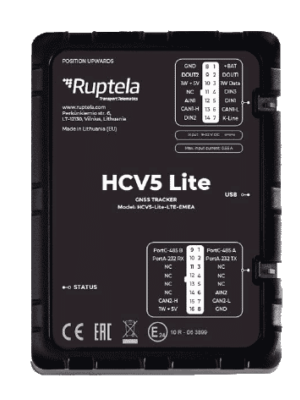 POSITION UPWARDS
Ruptela
Transport Telematics
www.ruptela.com
Perkunkiemio st. 6,
LT-12130, Vilnius, Lithuania
Made in Lithuania (EU)
GND 8 1 +BAT
DOUT2 9 2 DOUT1
1W + 5V 10 3 1W Data
NC 11 4 DIN3
AIN1 12 5 DIN1
CAN1-H 13 6 CAN1-L
DIN2 14 7 K-Line
Max. input current:
HCV5 Lite
GNSS TRACKER
Model: HCV5-Lite-LTE-EMEA
USB
STATUS
PortC-485 B 9 1 PortC-485 A
PortA-232 RX 10 2 PortA-232 TX
NC 11 3 NC
NC 12 4 NC
NC 13 5 NC
NC 14 6 AIN2
CAN2-H 15 7 CAN2-L
1W + 5V 16 8 GND
CE EAC E